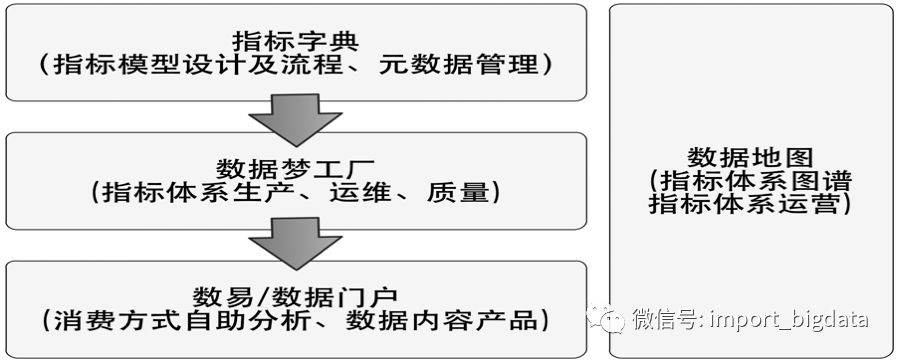 指标字典
（指标模型设计及流程、元数据管理）
数据梦工厂
(指标体系生产、运维、质量)
数易/数据门户
(消费方式自助分析、数据内容产品)
数据地图
(指标体系图谱
指标体系运营)
微信号: import_bigdata